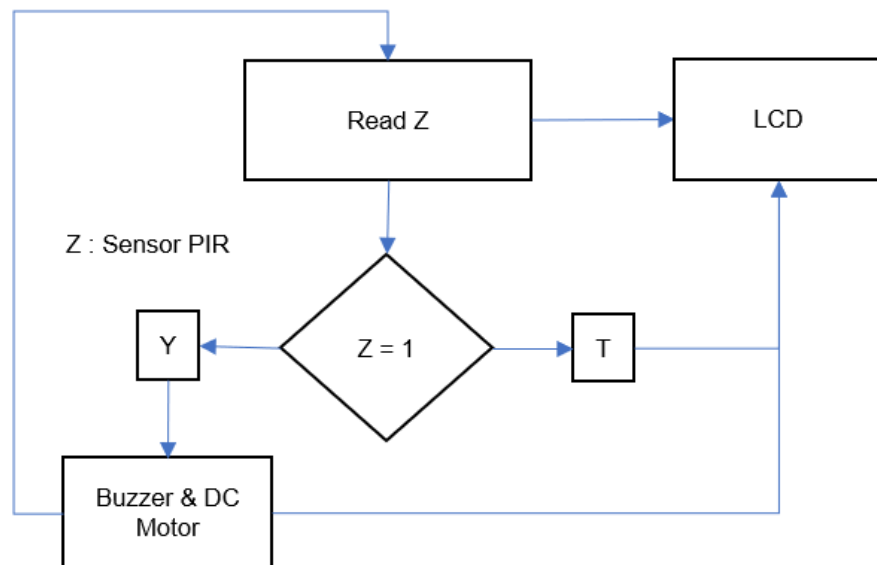 Read Z
LCD
Z : Sensor PIR
Y
Z = 1
T
Buzzer & DC
Motor